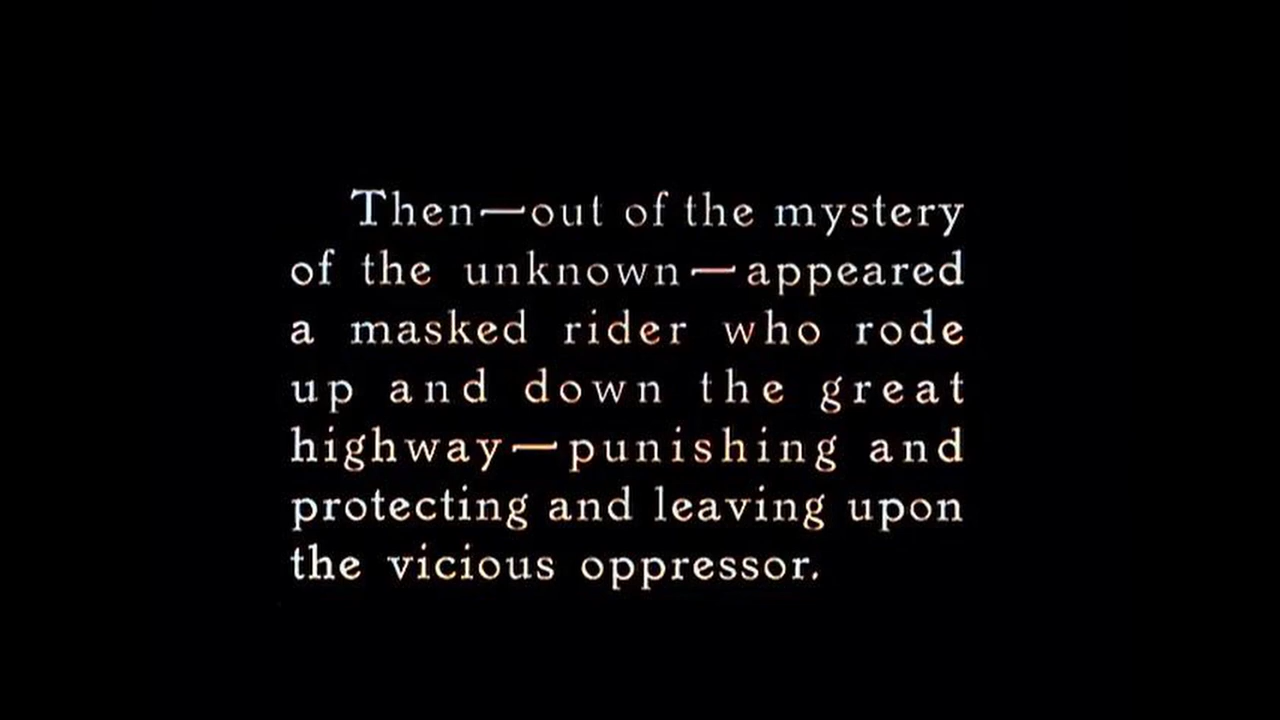 Then—out of the mystery
of the unknown—appeared
a masked rider who rode
up and down the great
highway—punishing and
protecting and leaving upon
the vicious oppressor.